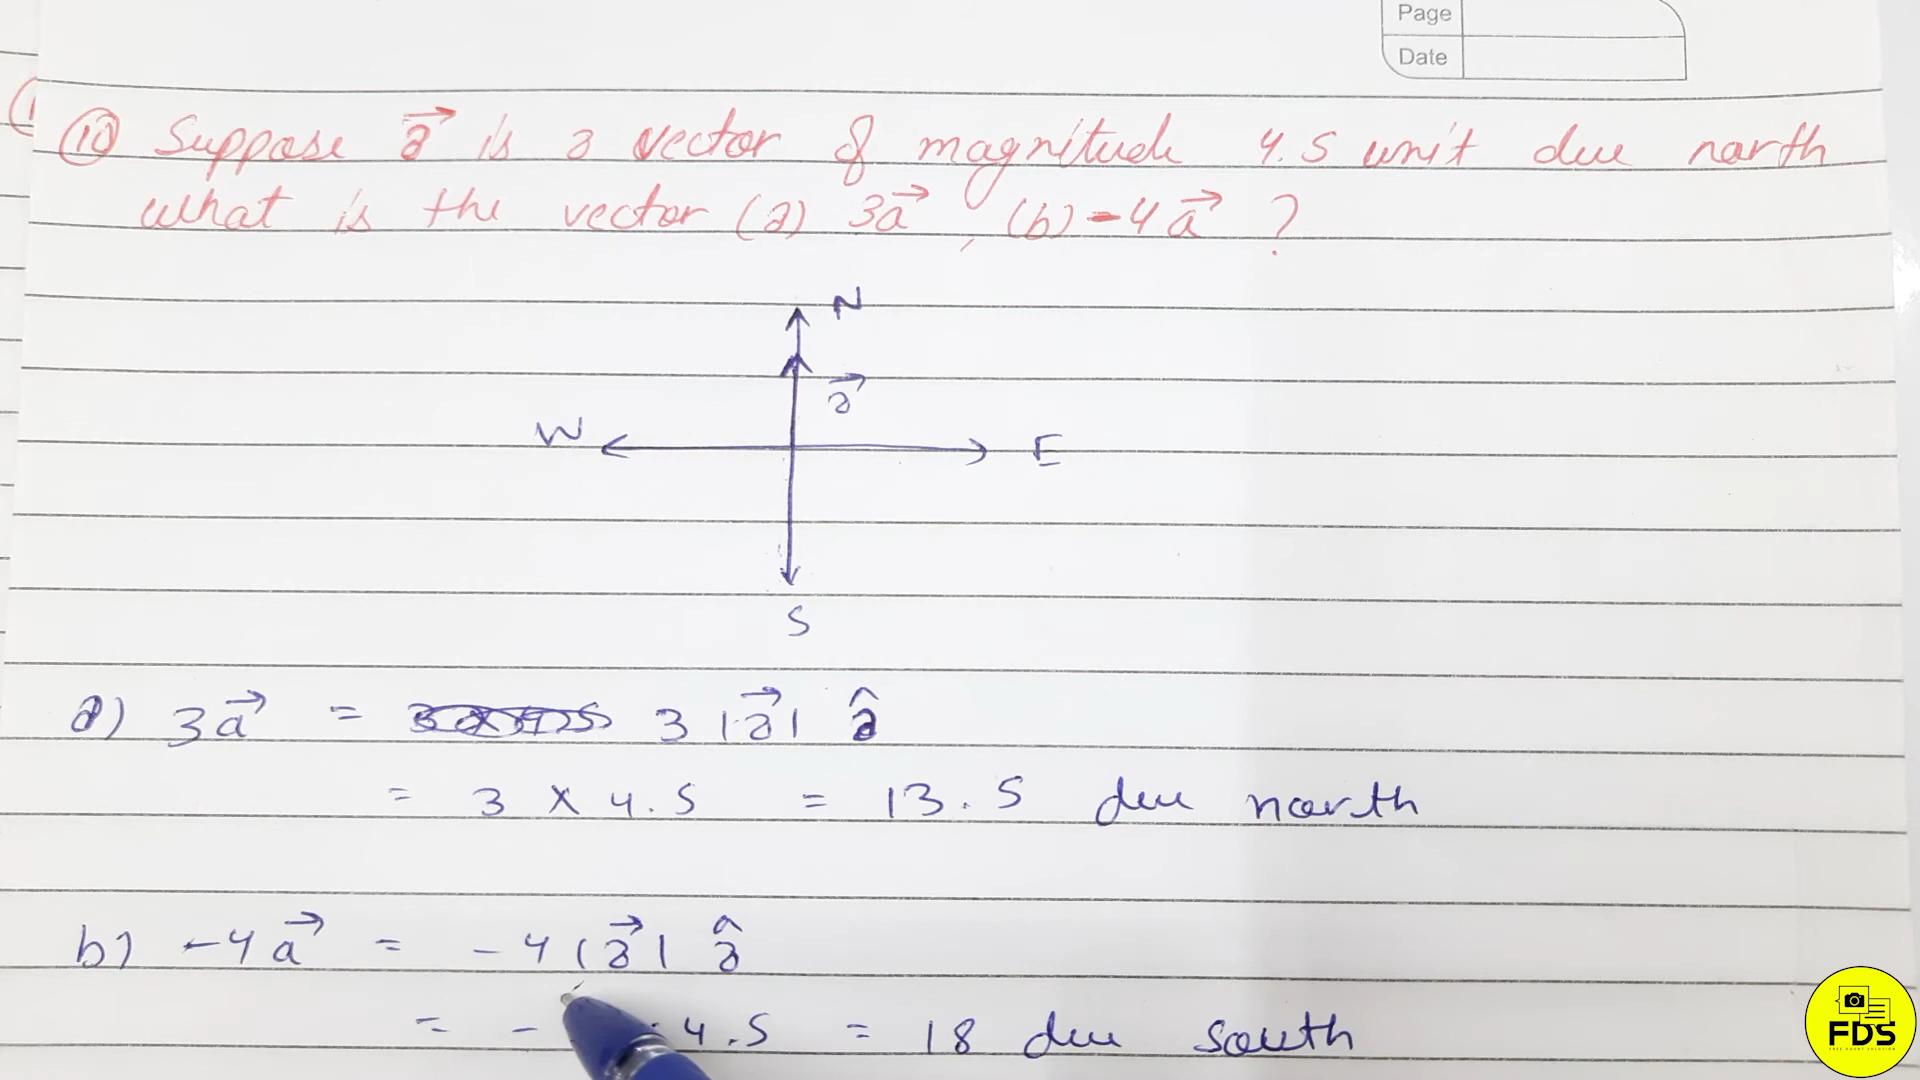 Page
Date
(10) Suppose a⃗ is a vector of magnitude 4.5 unit due north
what is the vector (a) 3a⃗, (b) -4a⃗ ?
N
a⃗
W E
S
a) 3a⃗ = 3 |a⃗| â
= 3 × 4.5 = 13.5 due north
b) -4a⃗ = -4 |a⃗| â
= - 4.5 = 18 due south
FDS